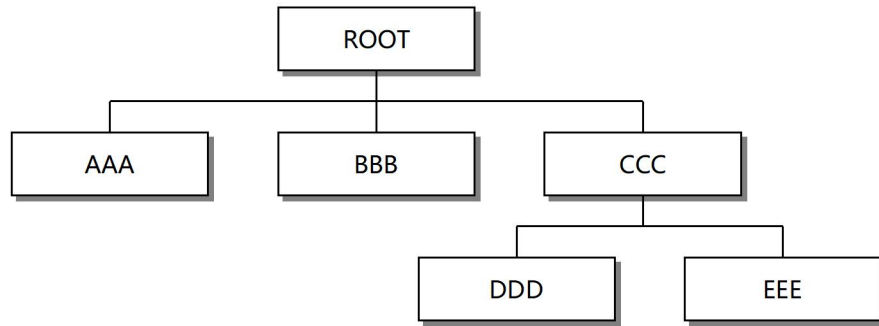 ROOT
AAA
BBB
CCC
DDD
EEE